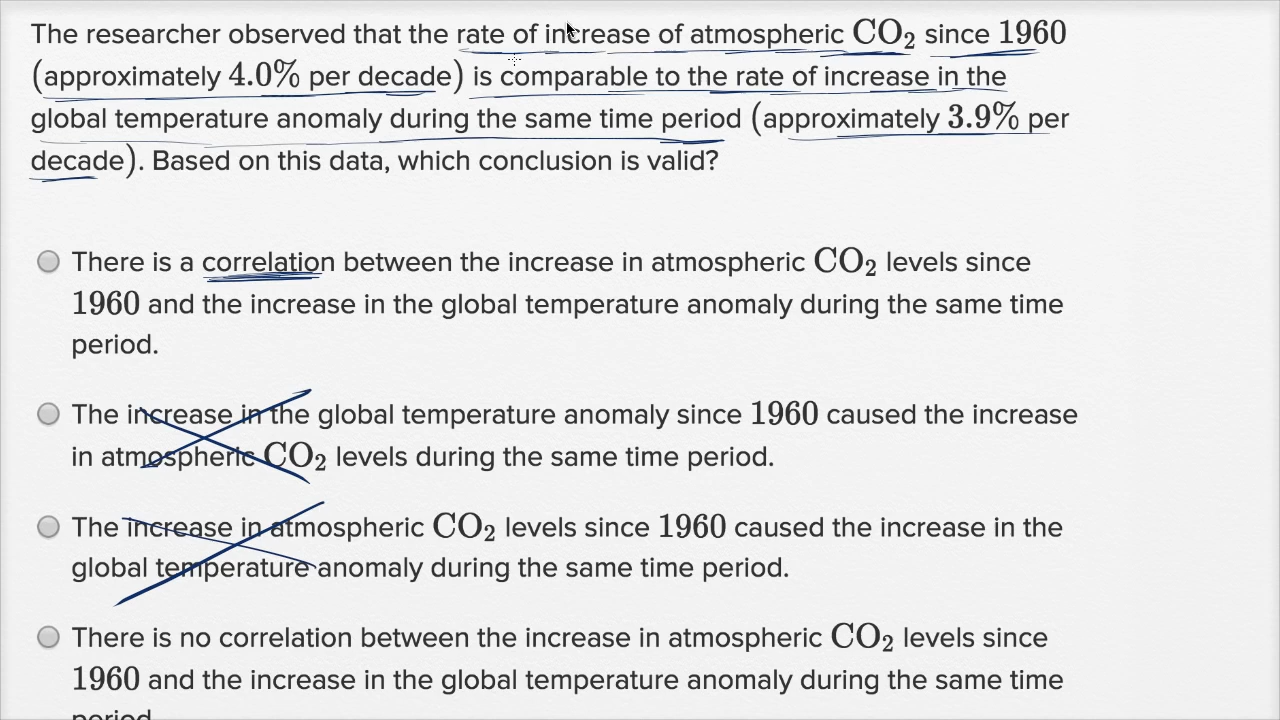 The researcher observed that the rate of increase of atmospheric CO₂ since 1960
(approximately 4.0% per decade) is comparable to the rate of increase in the
global temperature anomaly during the same time period (approximately 3.9% per
decade). Based on this data, which conclusion is valid?
There is a correlation between the increase in atmospheric CO₂ levels since
1960 and the increase in the global temperature anomaly during the same time
period.
The increase in the global temperature anomaly since 1960 caused the increase
in atmospheric CO₂ levels during the same time period.
The increase in atmospheric CO₂ levels since 1960 caused the increase in the
global temperature anomaly during the same time period.
There is no correlation between the increase in atmospheric CO₂ levels since
1960 and the increase in the global temperature anomaly during the same time
period.